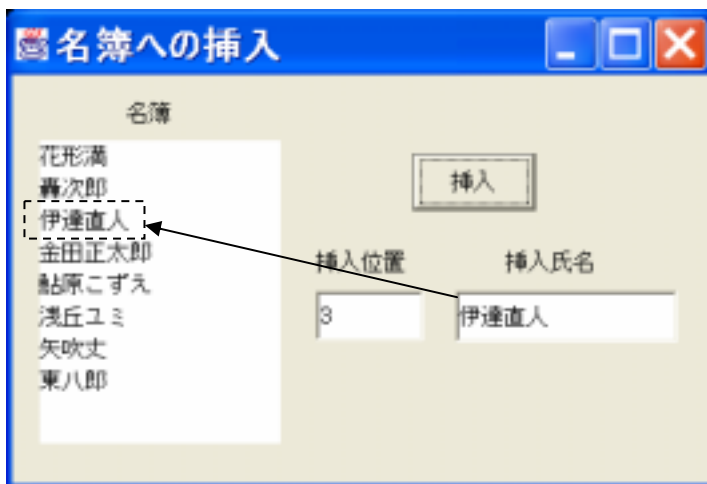 名簿への挿入
名簿
花形満
轟次郎
伊達直人
金田正太郎
鮎原こずえ
浅丘ユミ
矢吹丈
東八郎
挿入
挿入位置
挿入氏名
3
伊達直人